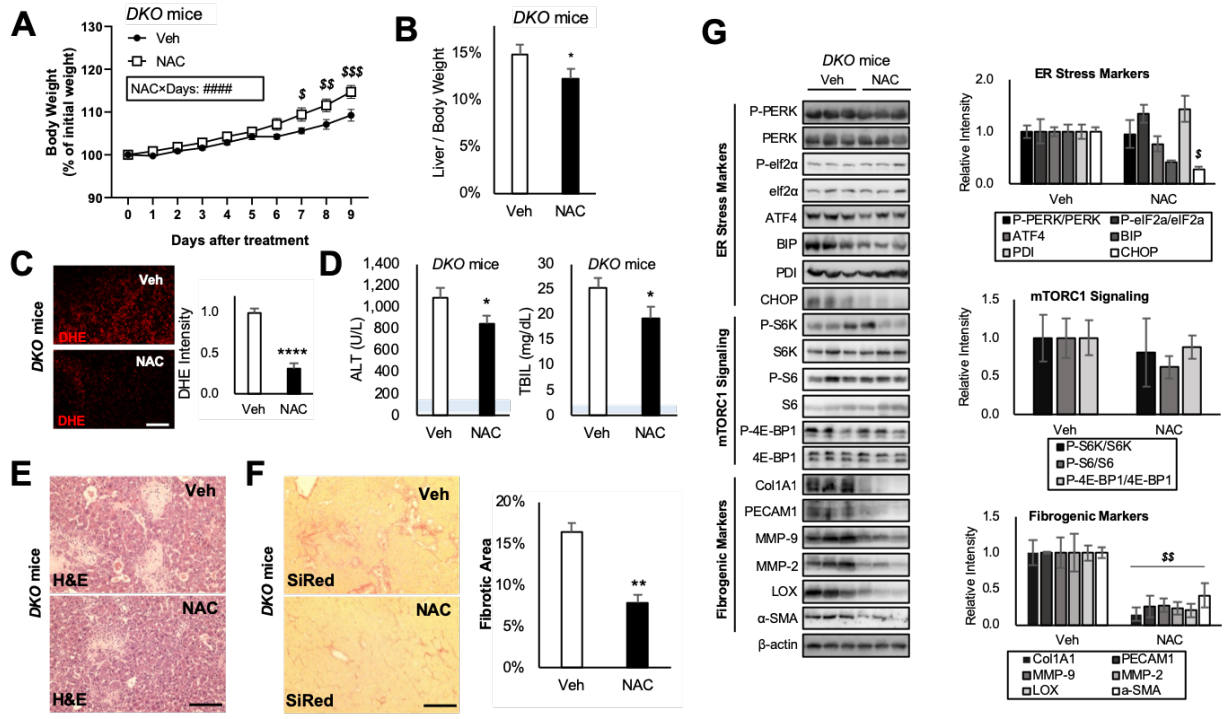 A
DKO mice
Veh
NAC
NAC×Days: ####
$
$$
$$$
Body Weight
(% of initial weight)
130
120
110
100
90
0 1 2 3 4 5 6 7 8 9
Days after treatment
B
DKO mice
Liver / Body Weight
15%
10%
5%
0%
*
Veh NAC
C
DKO mice
Veh
DHE
NAC
DHE
DHE Intensity
1.0
0.5
0.0
****
Veh NAC
D
DKO mice
ALT (U/L)
1,400
1,200
1,000
800
600
400
200
0
*
Veh NAC
DKO mice
TBIL (mg/dL)
30
25
20
15
10
5
0
*
Veh NAC
E
DKO mice
Veh
H&E
NAC
H&E
F
DKO mice
Veh
SiRed
NAC
SiRed
Fibrotic Area
20%
15%
10%
5%
0%
**
Veh NAC
G
DKO mice
Veh NAC
ER Stress Markers
P-PERK
PERK
P-elf2α
elf2α
ATF4
BIP
PDI
CHOP
mTORC1 Signaling
P-S6K
S6K
P-S6
S6
P-4E-BP1
4E-BP1
Fibrogenic Markers
Col1A1
PECAM1
MMP-9
MMP-2
LOX
α-SMA
β-actin
ER Stress Markers
Relative Intensity
2.0
1.0
0.0
$
Veh NAC
P-PERK/PERK P-eIF2a/eIF2a
ATF4 BIP
PDI CHOP
mTORC1 Signaling
Relative Intensity
1.5
1.0
0.5
0.0
Veh NAC
P-S6K/S6K
P-S6/S6
P-4E-BP1/4E-BP1
Fibrogenic Markers
Relative Intensity
1.5
1.0
0.5
0.0
$$
Veh NAC
Col1A1 PECAM1
MMP-9 MMP-2
LOX a-SMA